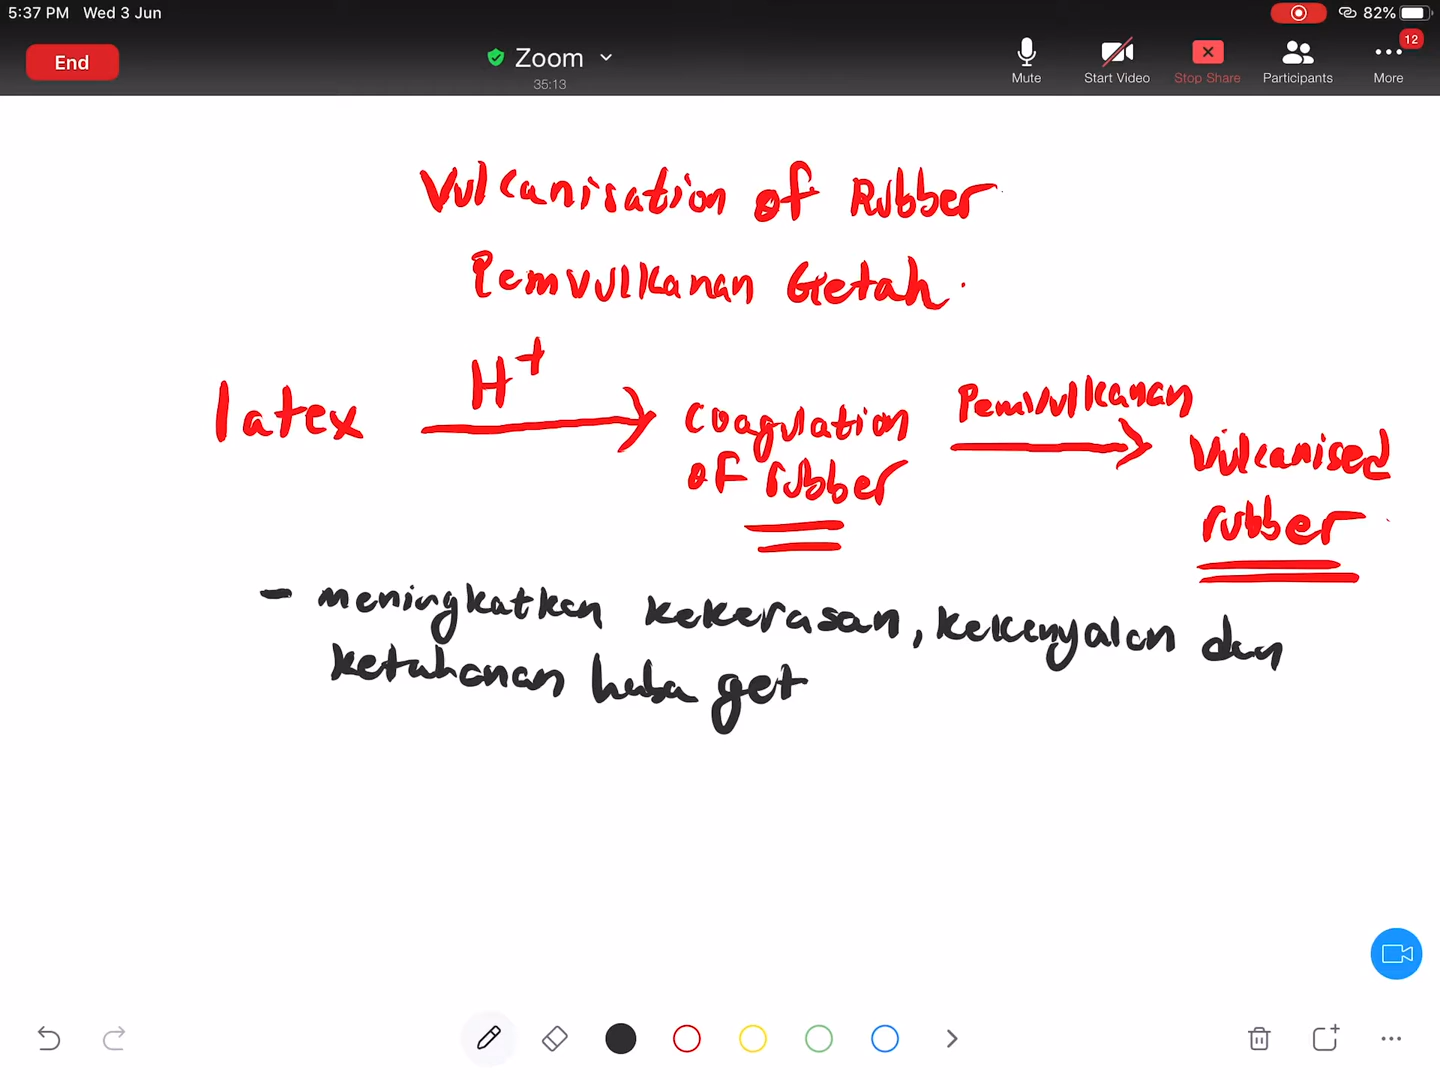 5:37 PM Wed 3 Jun
82%
End
Zoom
35:13
Mute
Start Video
Stop Share
Participants
12
More
Vulcanisation of Rubber
Pemvulkanan Getah.
H+
latex
Coagulation
of rubber
Pemvulkanan
Vulcanised
rubber
- meningkatkan kekerasan, kekenyalan dan
ketahanan haba get